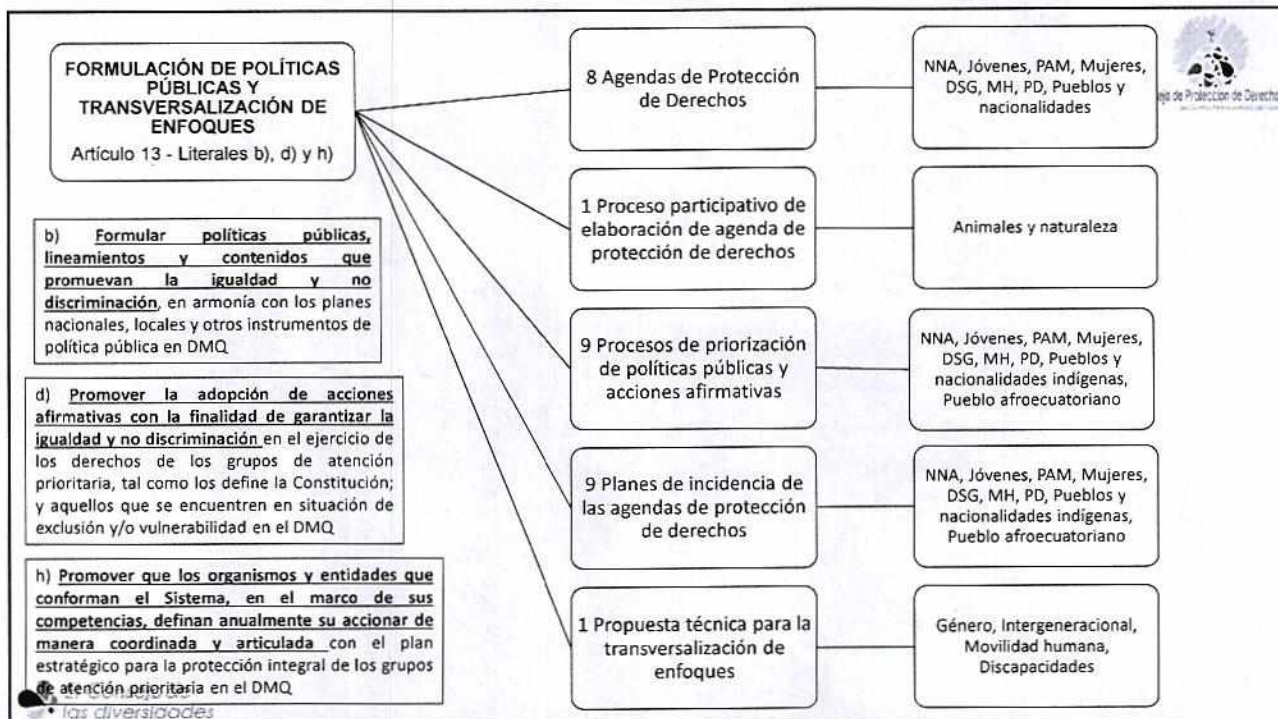 FORMULACIÓN DE POLÍTICAS
PÚBLICAS Y
TRANSVERSALIZACIÓN DE
ENFOQUES
Artículo 13 - Literales b), d) y h)
b) Formular políticas públicas,
lineamientos y contenidos que
promuevan la igualdad y no
discriminación, en armonía con los planes
nacionales, locales y otros instrumentos de
política pública en DMQ
d) Promover la adopción de acciones
afirmativas con la finalidad de garantizar la
igualdad y no discriminación en el ejercicio de
los derechos de los grupos de atención
prioritaria, tal como los define la Constitución;
y aquellos que se encuentren en situación de
exclusión y/o vulnerabilidad en el DMQ
h) Promover que los organismos y entidades que
conforman el Sistema, en el marco de sus
competencias, definan anualmente su accionar de
manera coordinada y articulada con el plan
estratégico para la protección integral de los grupos
de atención prioritaria en el DMQ
las diversidades
8 Agendas de Protección
de Derechos
NNA, Jóvenes, PAM, Mujeres,
DSG, MH, PD, Pueblos y
nacionalidades
1 Proceso participativo de
elaboración de agenda de
protección de derechos
Animales y naturaleza
9 Procesos de priorización
de políticas públicas y
acciones afirmativas
NNA, Jóvenes, PAM, Mujeres,
DSG, MH, PD, Pueblos y
nacionalidades indígenas,
Pueblo afroecuatoriano
9 Planes de incidencia de
las agendas de protección
de derechos
NNA, Jóvenes, PAM, Mujeres,
DSG, MH, PD, Pueblos y
nacionalidades indígenas,
Pueblo afroecuatoriano
1 Propuesta técnica para la
transversalización de
enfoques
Género, Intergeneracional,
Movilidad humana,
Discapacidades
ejo de Protección de Derecho